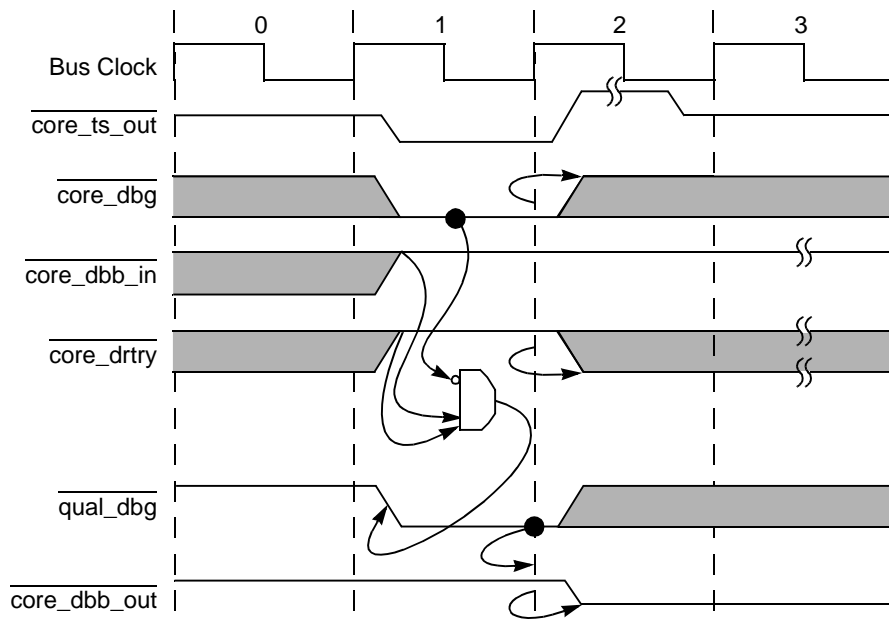 0 1 2 3
Bus Clock
core_ts_out
core_dbg
core_dbb_in
core_drtry
qual_dbg
core_dbb_out